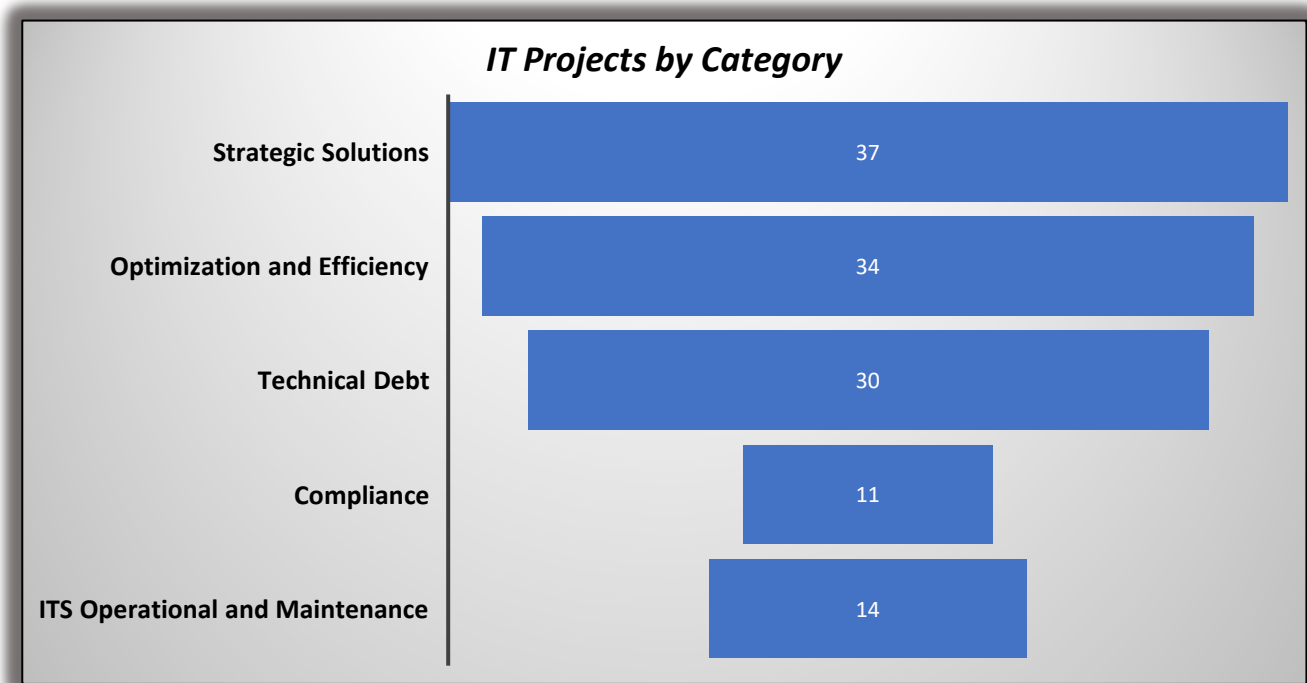 IT Projects by Category
Strategic Solutions
37
Optimization and Efficiency
34
Technical Debt
30
Compliance
11
ITS Operational and Maintenance
14